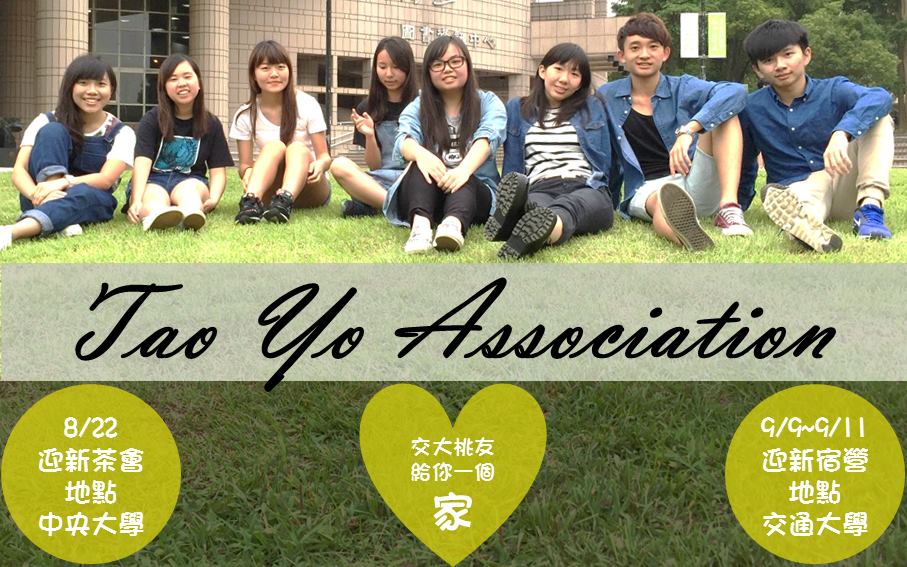 Tao Yo Association
8/22
迎新茶會
地點
中央大學
交大桃友
給你一個
家
9/9~9/11
迎新宿營
地點
交通大學